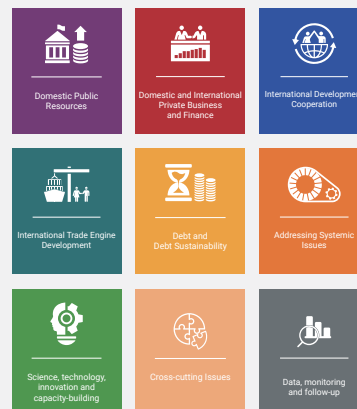 Domestic Public
Resources
Domestic and International
Private Business
and Finance
International Developmen
Cooperation
International Trade Engine
Development
Debt and
Debt Sustainability
Addressing Systemic
Issues
Science, technology,
innovation and
capacity-building
Cross-cutting Issues
Data, monitoring
and follow-up